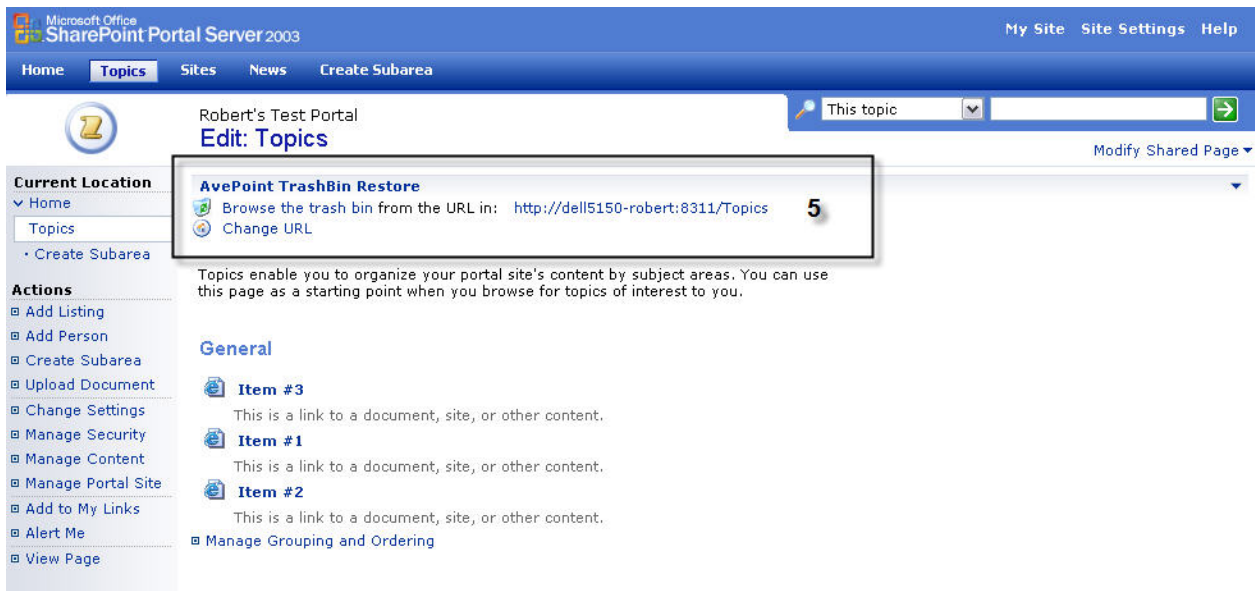 Microsoft Office
SharePoint Portal Server 2003
My Site Site Settings Help
Home Topics Sites News Create Subarea
Robert's Test Portal
Edit: Topics
This topic
Modify Shared Page
Current Location
Home
Topics
Create Subarea
Actions
Add Listing
Add Person
Create Subarea
Upload Document
Change Settings
Manage Security
Manage Content
Manage Portal Site
Add to My Links
Alert Me
View Page
AvePoint TrashBin Restore
Browse the trash bin from the URL in: http://dell5150-robert:8311/Topics 5
Change URL
Topics enable you to organize your portal site's content by subject areas. You can use
this page as a starting point when you browse for topics of interest to you.
General
Item #3
This is a link to a document, site, or other content.
Item #1
This is a link to a document, site, or other content.
Item #2
This is a link to a document, site, or other content.
Manage Grouping and Ordering